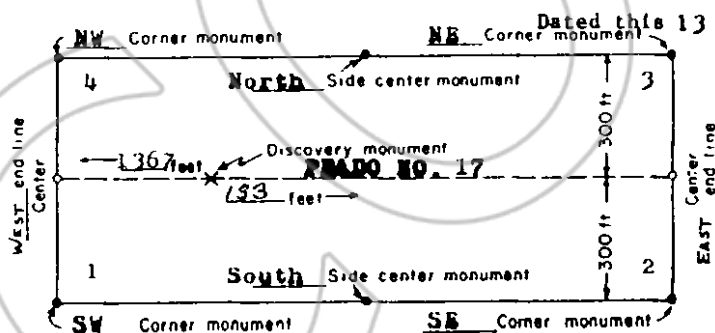 Dated this 13
NW Corner monument NE Corner monument
4 North Side center monument 3
300 ft
1367 feet Discovery monument
PRADO NO. 17
133 feet
WEST end line
Center
Center
EAST end line
300 ft
1 South Side center monument 2
SW Corner monument SE Corner monument